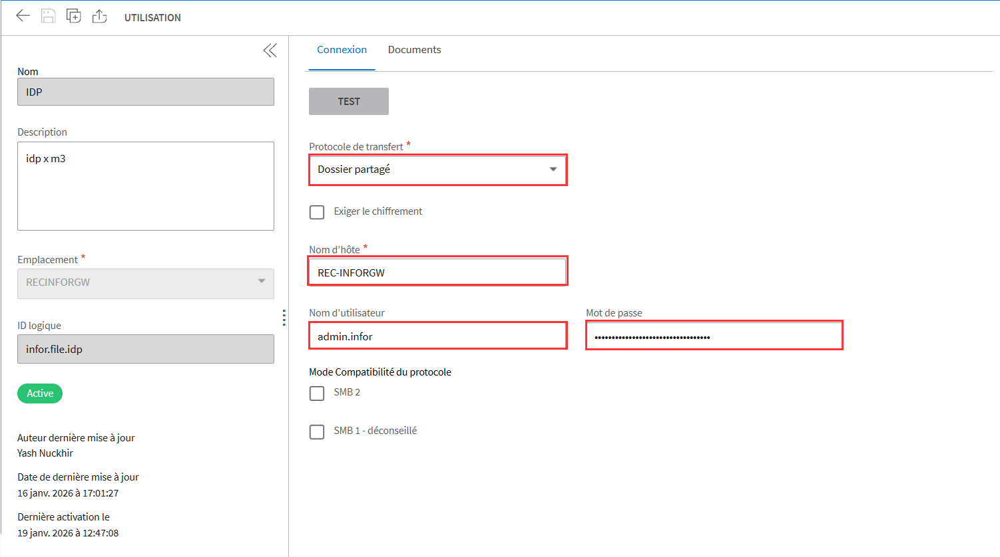 UTILISATION
Nom
IDP
Description
idp x m3
Emplacement *
RECINFORGW
ID logique
infor.file.idp
Active
Auteur dernière mise à jour
Yash Nuckhir
Date de dernière mise à jour
16 janv. 2026 à 17:01:27
Dernière activation le
19 janv. 2026 à 12:47:08
Connexion Documents
TEST
Protocole de transfert *
Dossier partagé
Exiger le chiffrement
Nom d'hôte *
REC-INFORGW
Nom d'utilisateur Mot de passe
admin.infor ••••••••••••••••••••••••••••••••••
Mode Compatibilité du protocole
SMB 2
SMB 1 - déconseillé